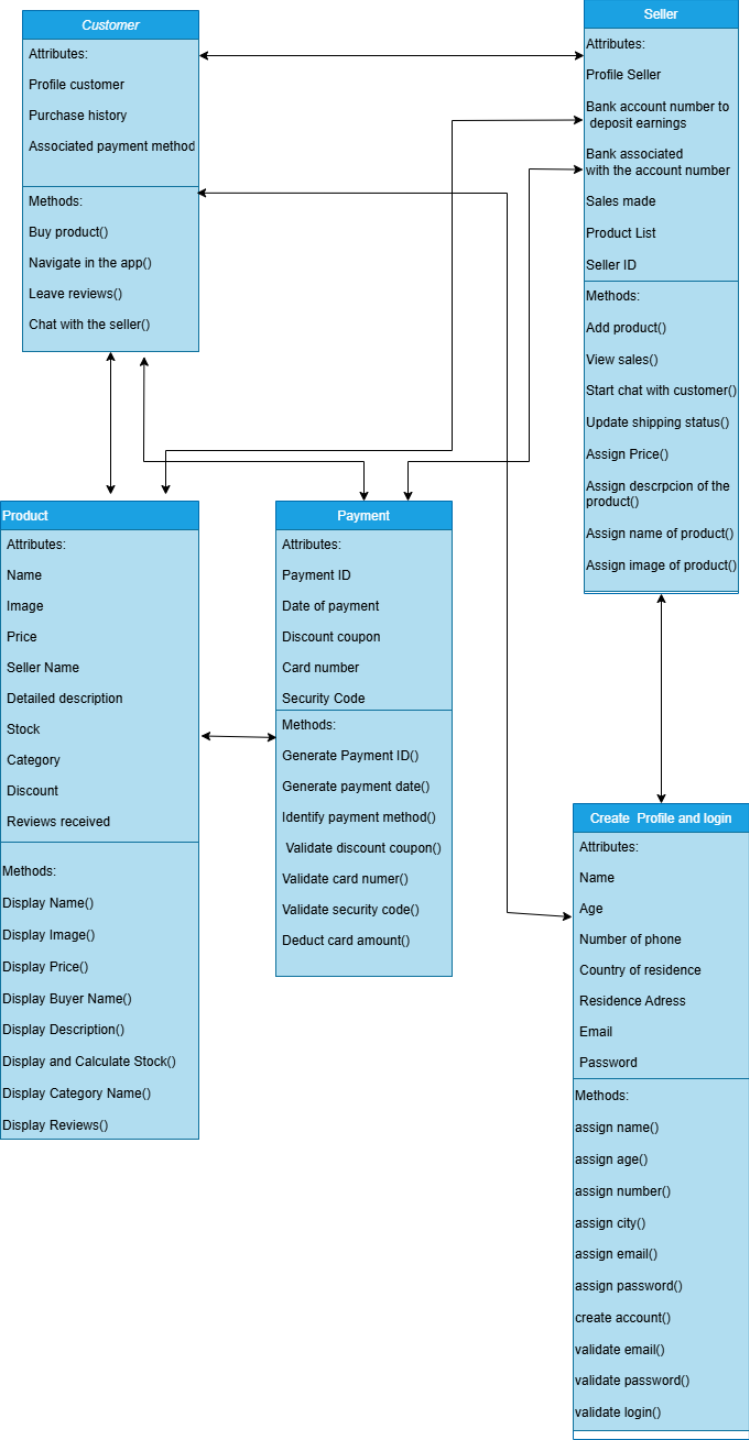 Customer
Attributes:
Profile customer
Purchase history
Associated payment method
Methods:
Buy product()
Navigate in the app()
Leave reviews()
Chat with the seller()
Seller
Attributes:
Profile Seller
Bank account number to
deposit earnings
Bank associated
with the account number
Sales made
Product List
Seller ID
Methods:
Add product()
View sales()
Start chat with customer()
Update shipping status()
Assign Price()
Assign descrpcion of the
product()
Assign name of product()
Assign image of product()
Product
Attributes:
Name
Image
Price
Seller Name
Detailed description
Stock
Category
Discount
Reviews received
Methods:
Display Name()
Display Image()
Display Price()
Display Buyer Name()
Display Description()
Display and Calculate Stock()
Display Category Name()
Display Reviews()
Payment
Attributes:
Payment ID
Date of payment
Discount coupon
Card number
Security Code
Methods:
Generate Payment ID()
Generate payment date()
Identify payment method()
Validate discount coupon()
Validate card numer()
Validate security code()
Deduct card amount()
Create Profile and login
Attributes:
Name
Age
Number of phone
Country of residence
Residence Adress
Email
Password
Methods:
assign name()
assign age()
assign number()
assign city()
assign email()
assign password()
create account()
validate email()
validate password()
validate login()